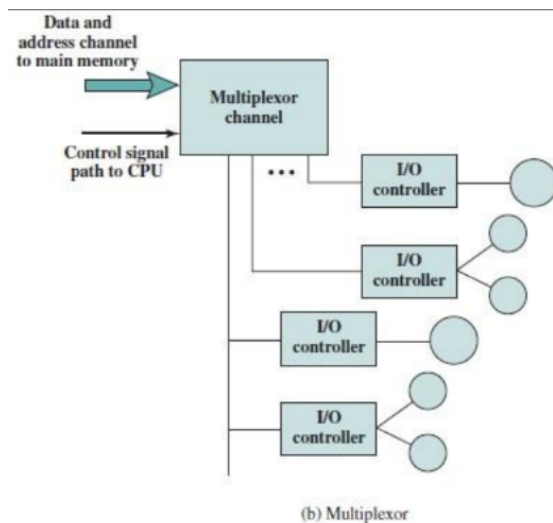 Data and
address channel
to main memory
Multiplexor
channel
Control signal
path to CPU
...
I/O
controller
I/O
controller
I/O
controller
I/O
controller
(b) Multiplexor